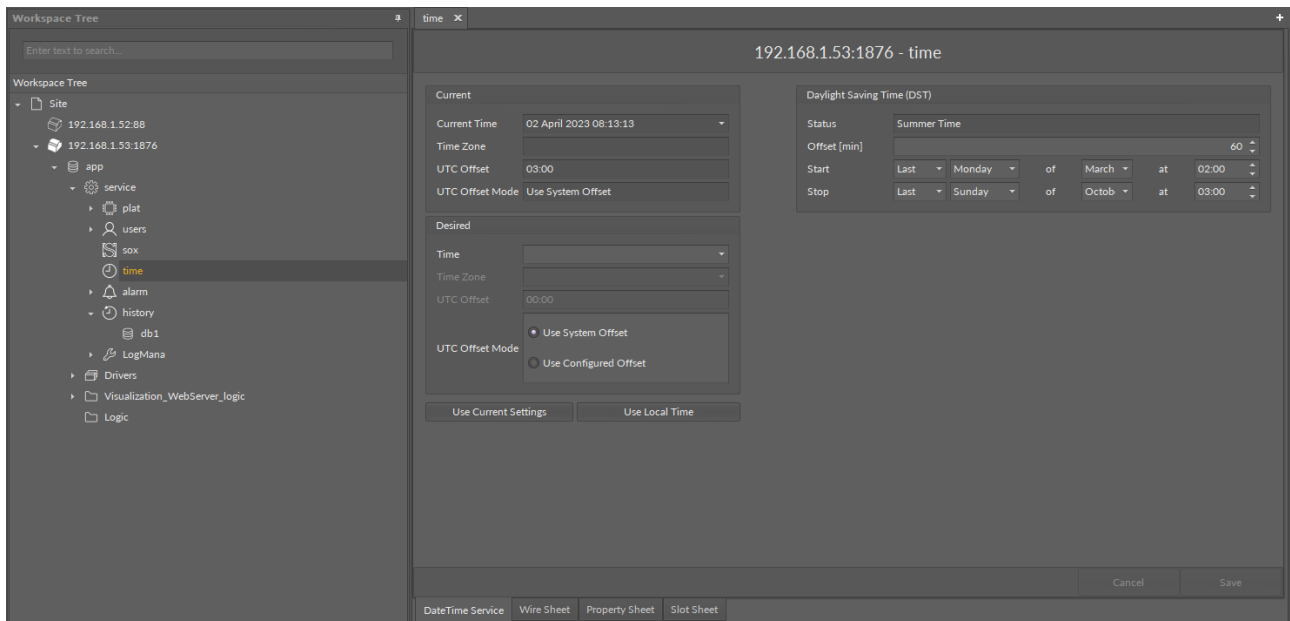 Workspace Tree
Enter text to search...
Workspace Tree
Site
192.168.1.52:88
192.168.1.53:1876
app
service
plat
users
sox
time
alarm
history
db1
LogMana
Drivers
Visualization_WebServer_logic
Logic
time
192.168.1.53:1876 - time
Current
Current Time 02 April 2023 08:13:13
Time Zone
UTC Offset 03:00
UTC Offset Mode Use System Offset
Desired
Time
Time Zone
UTC Offset 00:00
UTC Offset Mode
Use System Offset
Use Configured Offset
Use Current Settings Use Local Time
Daylight Saving Time (DST)
Status Summer Time
Offset [min] 60
Start Last Monday of March at 02:00
Stop Last Sunday of Octob at 03:00
Cancel Save
DateTime Service Wire Sheet Property Sheet Slot Sheet